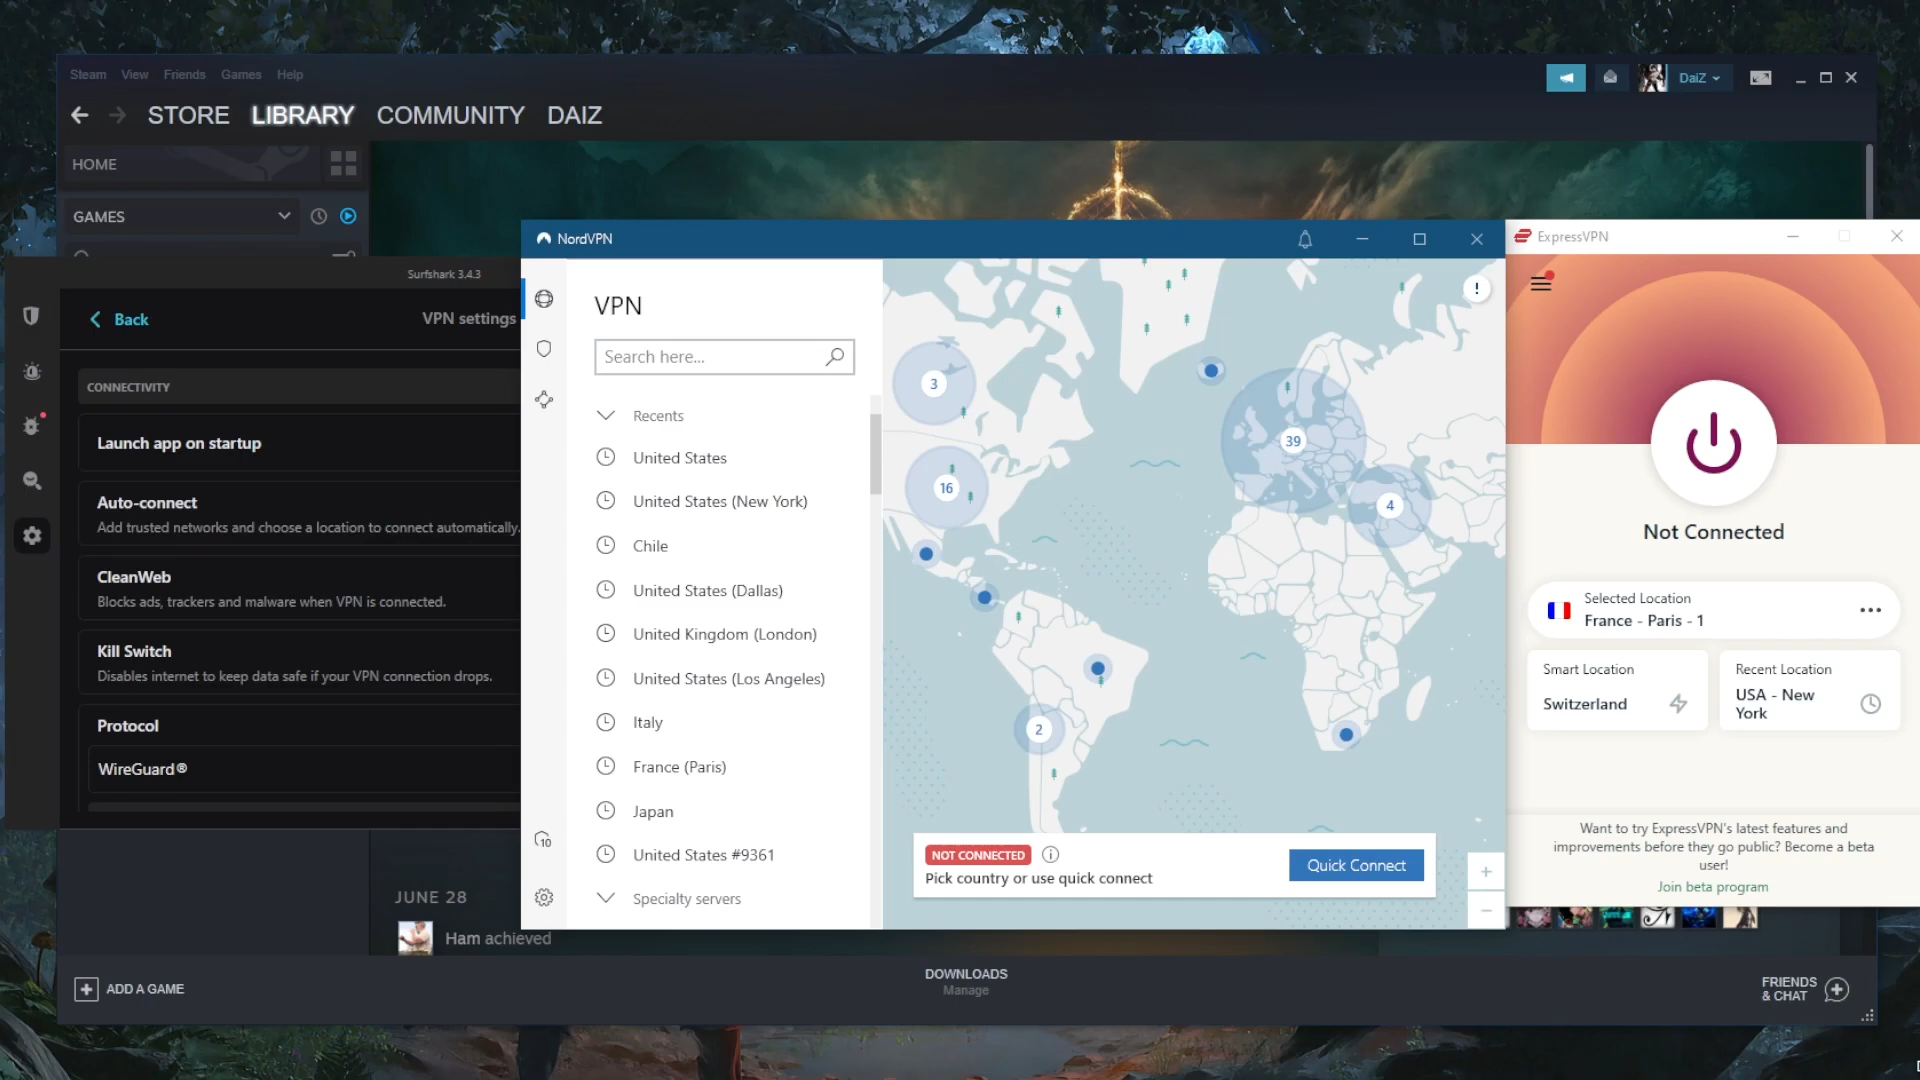 Steam View Friends Games Help
DaiZ
STORE LIBRARY COMMUNITY DAIZ
HOME
GAMES
Surfshark 3.4.3
Back
VPN settings
CONNECTIVITY
Launch app on startup
Auto-connect
Add trusted networks and choose a location to connect automatically.
CleanWeb
Blocks ads, trackers and malware when VPN is connected.
Kill Switch
Disables internet to keep data safe if your VPN connection drops.
Protocol
WireGuard®
NordVPN
VPN
Search here...
Recents
United States
United States (New York)
Chile
United States (Dallas)
United Kingdom (London)
United States (Los Angeles)
Italy
France (Paris)
Japan
United States #9361
Specialty servers
10
3
16
39
4
2
!
NOT CONNECTED
Pick country or use quick connect
Quick Connect
+
−
ExpressVPN
Not Connected
Selected Location
France - Paris - 1
Smart Location
Switzerland
Recent Location
USA - New
York
Want to try ExpressVPN's latest features and
improvements before they go public? Become a beta
user!
Join beta program
JUNE 28
Ham achieved
ADD A GAME
DOWNLOADS
Manage
FRIENDS
& CHAT